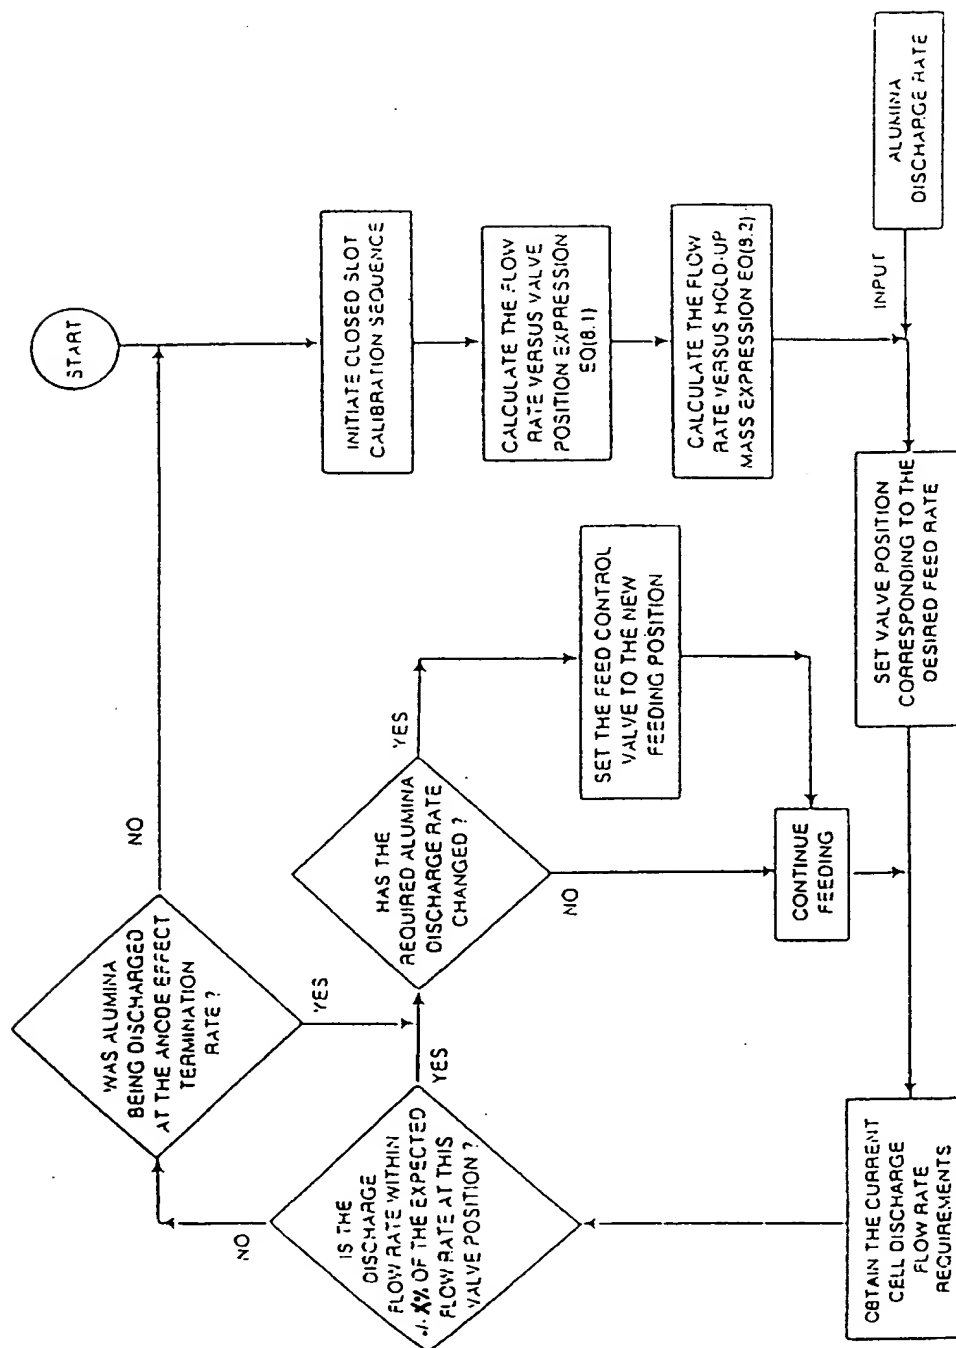 START
INITIATE CLOSED SLOT
CALIBRATION SEQUENCE
CALCULATE THE FLOW
RATE VERSUS VALVE
POSITION EXPRESSION
EQ(8.1)
CALCULATE THE FLOW
RATE VERSUS HOLD-UP
MASS EXPRESSION EQ(8.2)
ALUMINA
DISCHARGE RATE
INPUT
SET VALVE POSITION
CORRESPONDING TO THE
DESIRED FEED RATE
OBTAIN THE CURRENT
CELL DISCHARGE
FLOW RATE
REQUIREMENTS
IS THE
DISCHARGE
FLOW RATE WITHIN
+/- X% OF THE EXPECTED
FLOW RATE AT THIS
VALVE POSITION ?
NO
YES
WAS ALUMINA
BEING DISCHARGED
AT THE ANODE EFFECT
TERMINATION
RATE ?
NO
YES
HAS THE
REQUIRED ALUMINA
DISCHARGE RATE
CHANGED ?
YES
NO
SET THE FEED CONTROL
VALVE TO THE NEW
FEEDING POSITION
CONTINUE
FEEDING